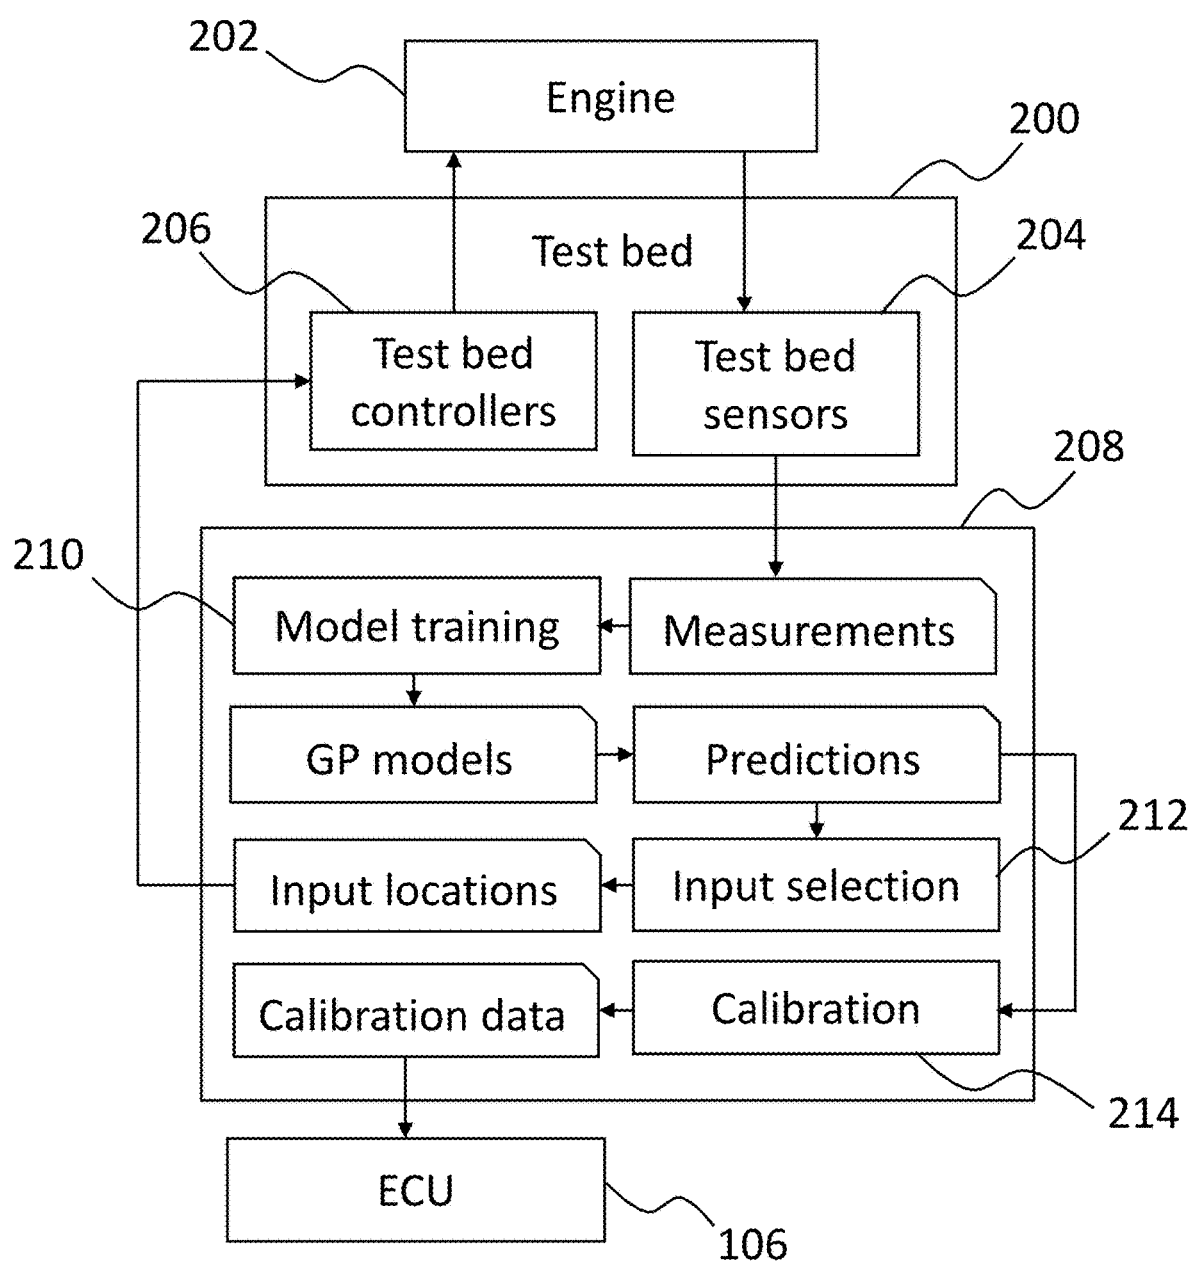 202
Engine
200
206
Test bed
204
Test bed
controllers
Test bed
sensors
208
210
Model training
Measurements
GP models
Predictions
212
Input locations
Input selection
Calibration data
Calibration
214
ECU
106